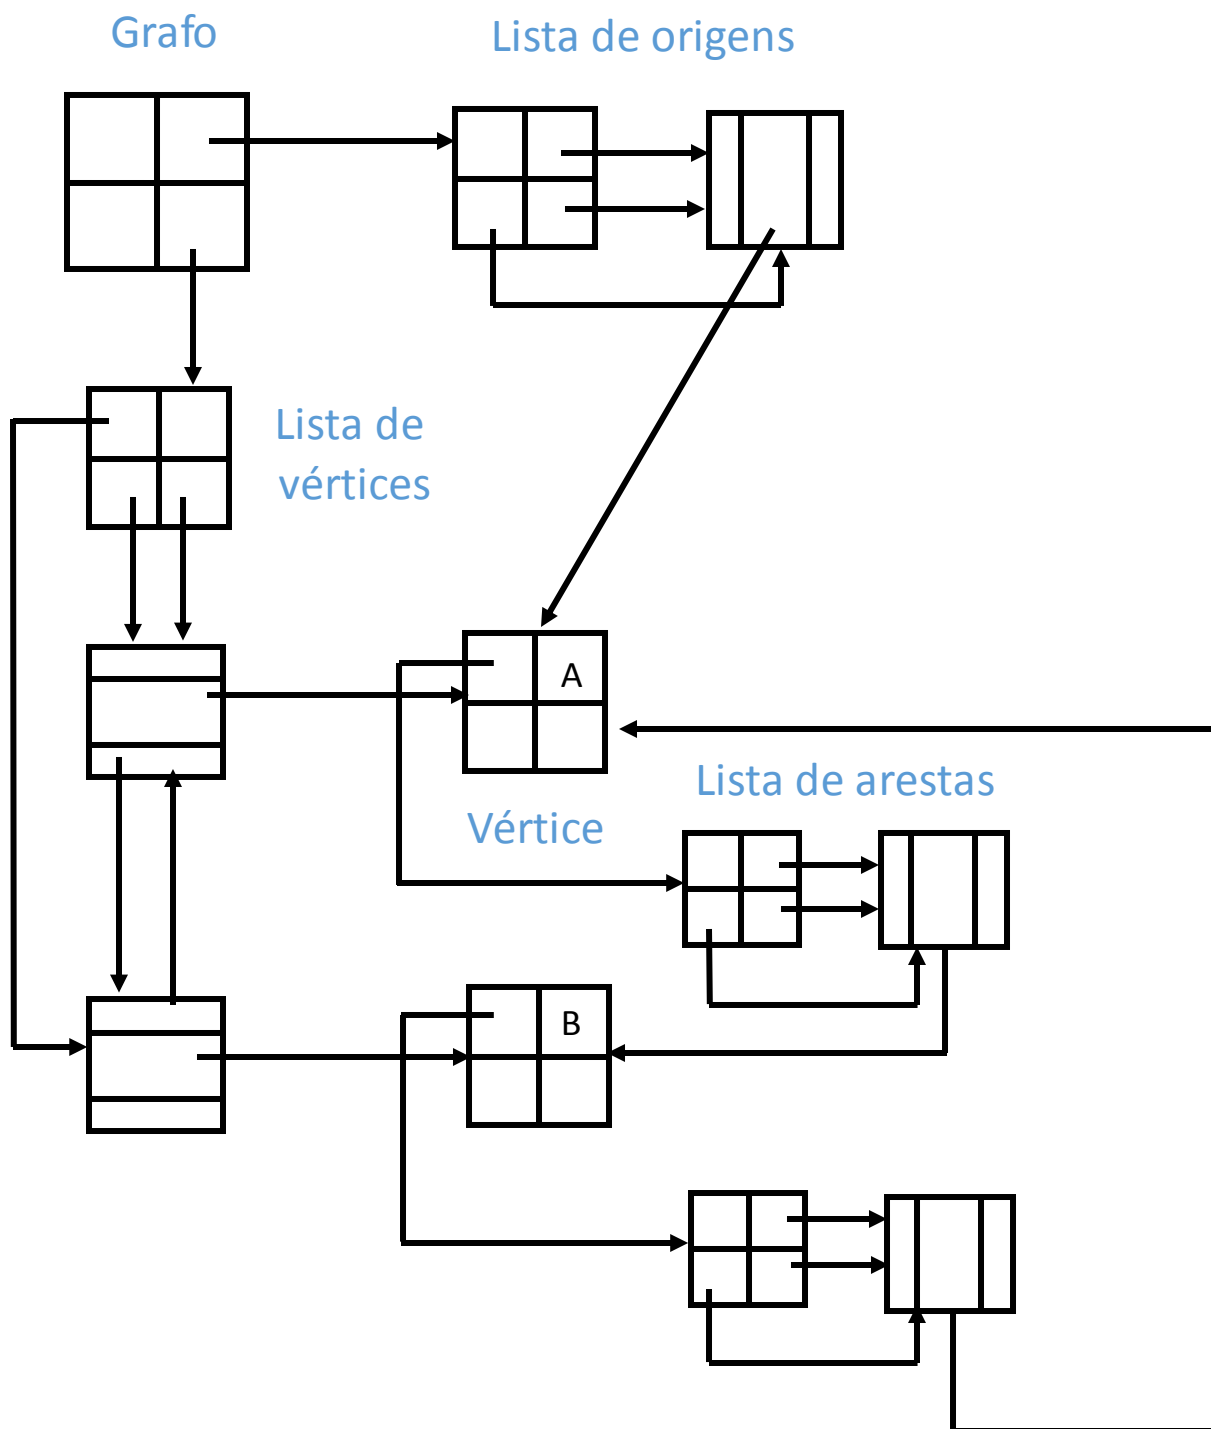 Grafo
Lista de origens
Lista de
vértices
A
Lista de arestas
Vértice
B